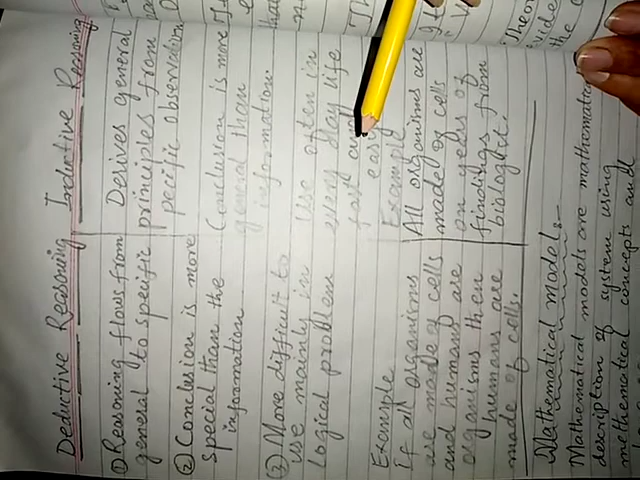 Deductive Reasoning Inductive Reasoning
① Reasoning flows from Derives general
general to specific principles from
pecific observation
② Conclusion is more Conclusion is more
special than the general than
information information
③ More difficult to Use often in
use mainly in every day life
logical problem fast and
easy
Example Example
If all organisms All organisms are
are made of cells made of cells
and humans are on years of
organisms then findings from
humans are biologist.
made of cells.
Mathematical model
Mathematical models are mathematic
description of system using
methematical concepts and